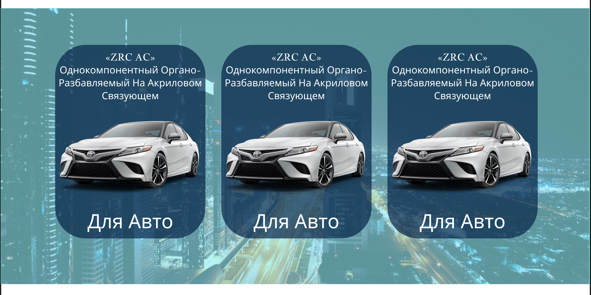 «ZRC AC»
Однокомпонентный Органо-
Разбавляемый На Акриловом
Связующем
Для Авто
«ZRC AC»
Однокомпонентный Органо-
Разбавляемый На Акриловом
Связующем
Для Авто
«ZRC AC»
Однокомпонентный Органо-
Разбавляемый На Акриловом
Связующем
Для Авто